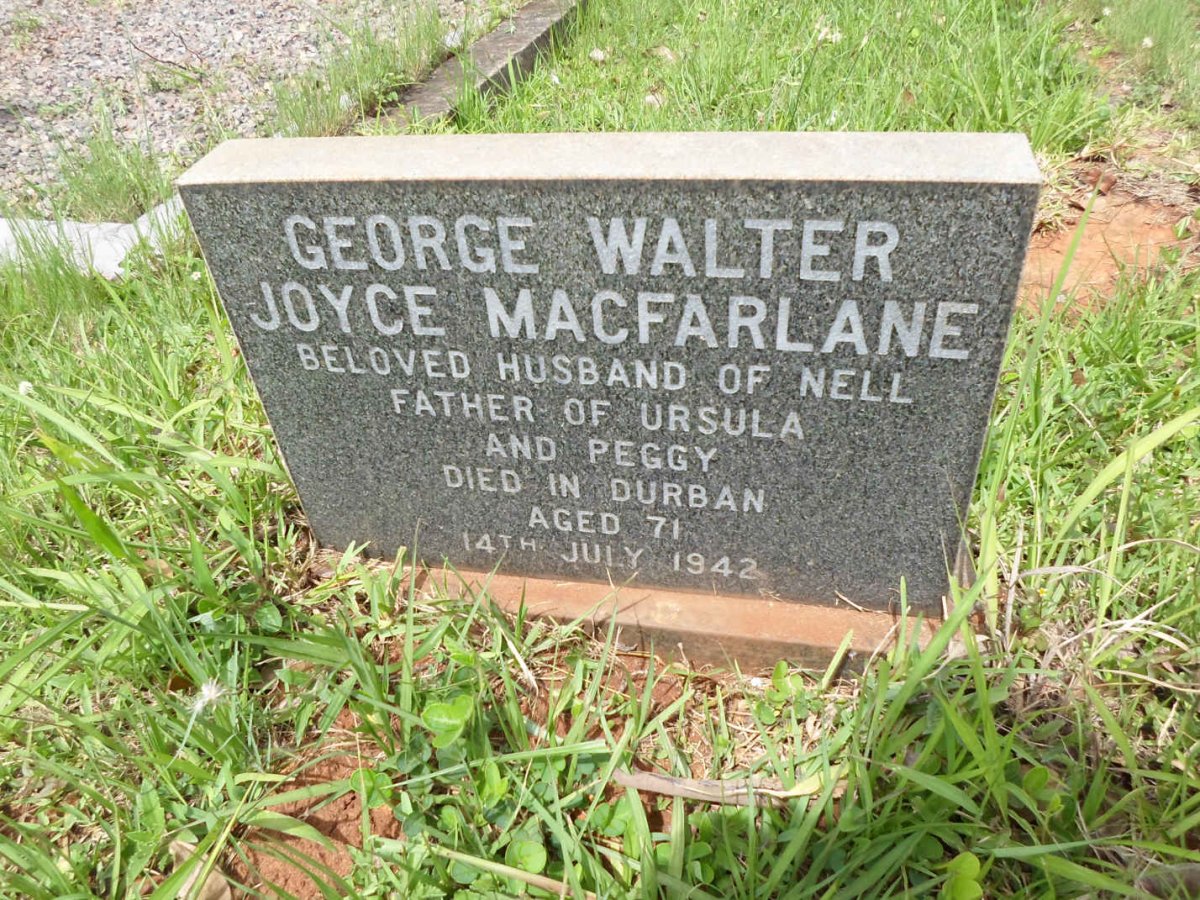 GEORGE WALTER
JOYCE MACFARLANE
BELOVED HUSBAND OF NELL
FATHER OF URSULA
AND PEGGY
DIED IN DURBAN
AGED 71
14TH JULY 1942